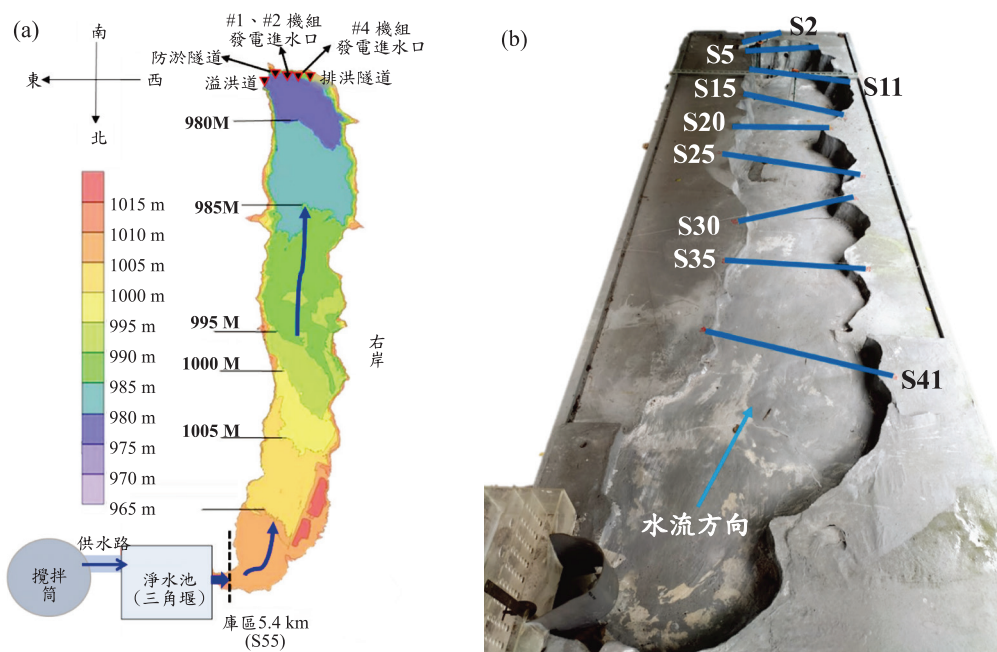 (a)
南
東
西
北
#1、#2 機組
發電進水口
#4 機組
發電進水口
防淤隧道
溢洪道
排洪隧道
980M
985M
995 M
1000 M
1005 M
右岸
1015 m
1010 m
1005 m
1000 m
995 m
990 m
985 m
980 m
975 m
970 m
965 m
供水路
攪拌
筒
淨水池
(三角堰)
庫區5.4 km
(S55)
(b)
S2
S5
S11
S15
S20
S25
S30
S35
S41
水流方向